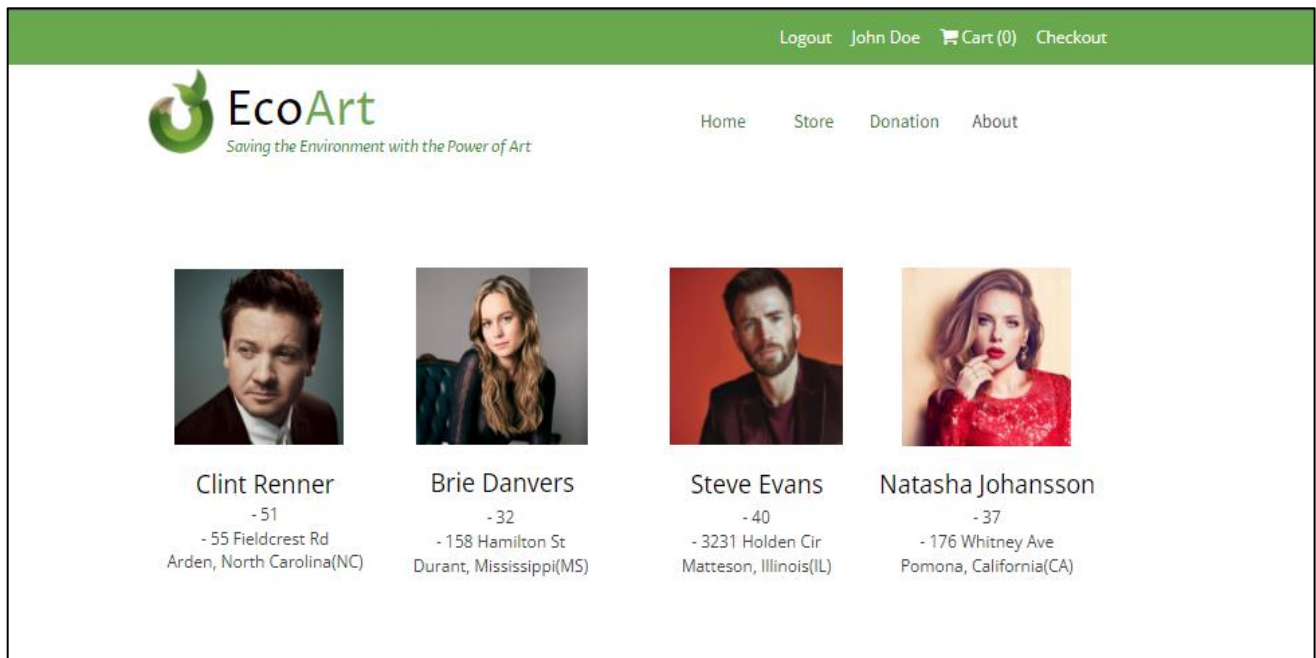 Logout John Doe Cart (0) Checkout
EcoArt
Saving the Environment with the Power of Art
Home Store Donation About
Clint Renner
- 51
- 55 Fieldcrest Rd
Arden, North Carolina(NC)
Brie Danvers
- 32
- 158 Hamilton St
Durant, Mississippi(MS)
Steve Evans
- 40
- 3231 Holden Cir
Matteson, Illinois(IL)
Natasha Johansson
- 37
- 176 Whitney Ave
Pomona, California(CA)